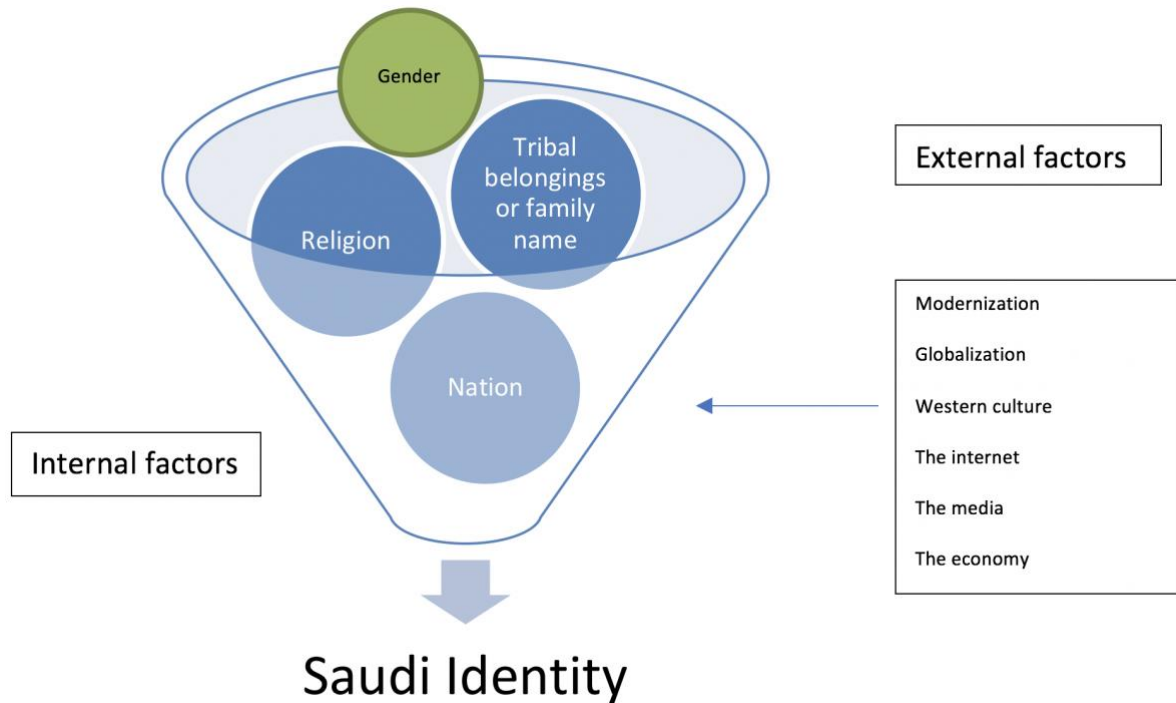 Gender
Tribal
belongings
or family
name
Religion
Nation
External factors
Modernization
Globalization
Western culture
The internet
The media
The economy
Internal factors
Saudi Identity